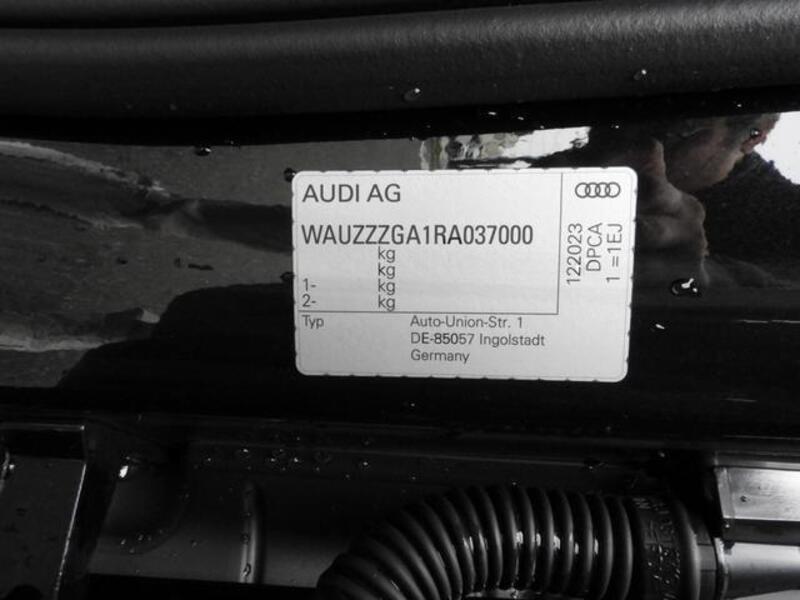 AUDI AG
WAUZZZGA1RA037000
kg
kg
1- kg
2- kg
Typ
Auto-Union-Str. 1
DE-85057 Ingolstadt
Germany
122023
DPCA
1 =1EJ